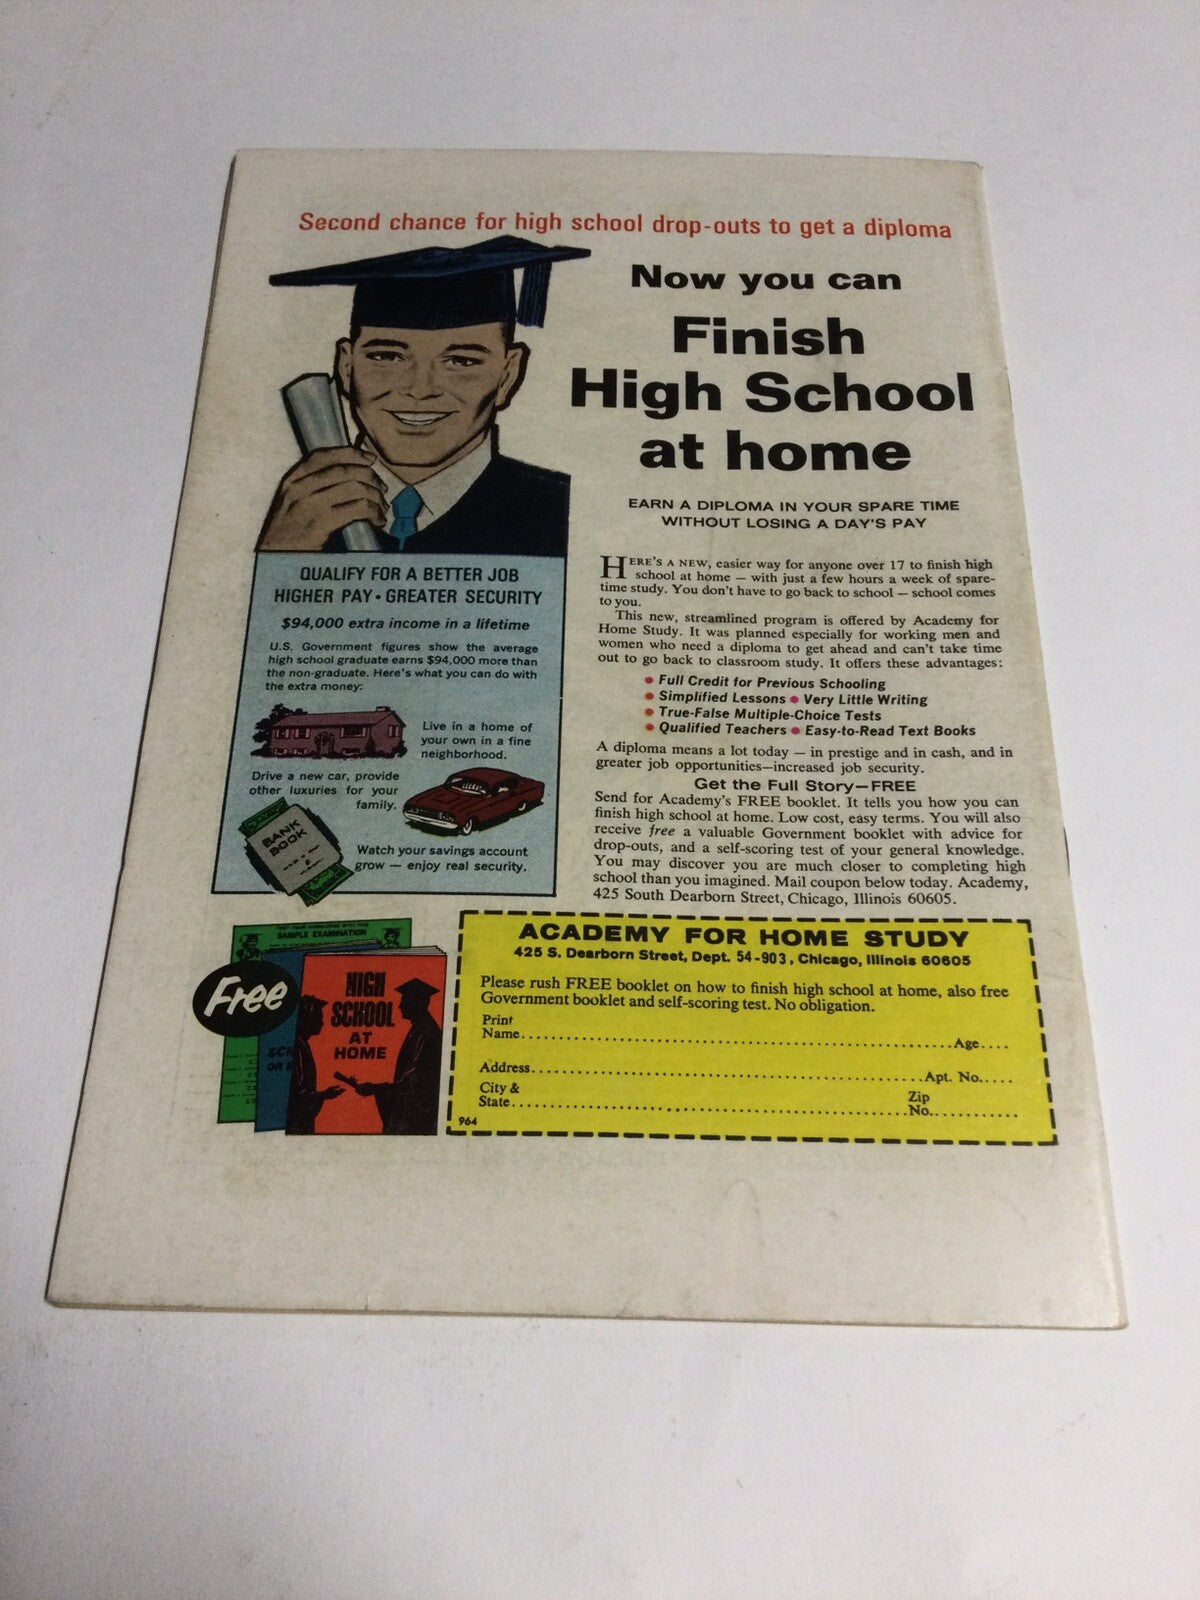 Second chance for high school drop-outs to get a diploma
Now you can
Finish
High School
at home
EARN A DIPLOMA IN YOUR SPARE TIME
WITHOUT LOSING A DAY'S PAY
QUALIFY FOR A BETTER JOB
HIGHER PAY • GREATER SECURITY
$94,000 extra income in a lifetime
U.S. Government figures show the average
high school graduate earns $94,000 more than
the non-graduate. Here's what you can do with
the extra money:
Live in a home of
your own in a fine
neighborhood.
Drive a new car, provide
other luxuries for your
family.
BANK
BOOK
Watch your savings account
grow — enjoy real security.
HERE'S A NEW, easier way for anyone over 17 to finish high
school at home — with just a few hours a week of spare-
time study. You don't have to go back to school — school comes
to you.
This new, streamlined program is offered by Academy for
Home Study. It was planned especially for working men and
women who need a diploma to get ahead and can't take time
out to go back to classroom study. It offers these advantages:
• Full Credit for Previous Schooling
• Simplified Lessons • Very Little Writing
• True-False Multiple-Choice Tests
• Qualified Teachers • Easy-to-Read Text Books
A diploma means a lot today — in prestige and in cash, and in
greater job opportunities—increased job security.
Get the Full Story—FREE
Send for Academy's FREE booklet. It tells you how you can
finish high school at home. Low cost, easy terms. You will also
receive free a valuable Government booklet with advice for
drop-outs, and a self-scoring test of your general knowledge.
You may discover you are much closer to completing high
school than you imagined. Mail coupon below today. Academy,
425 South Dearborn Street, Chicago, Illinois 60605.
SAMPLE EXAMINATION
Free
HIGH
SCHOOL
AT
HOME
ACADEMY FOR HOME STUDY
425 S. Dearborn Street, Dept. 54-903, Chicago, Illinois 60605
Please rush FREE booklet on how to finish high school at home, also free
Government booklet and self-scoring test. No obligation.
Print
Name Age
Address Apt. No.
City & Zip
State No.
964